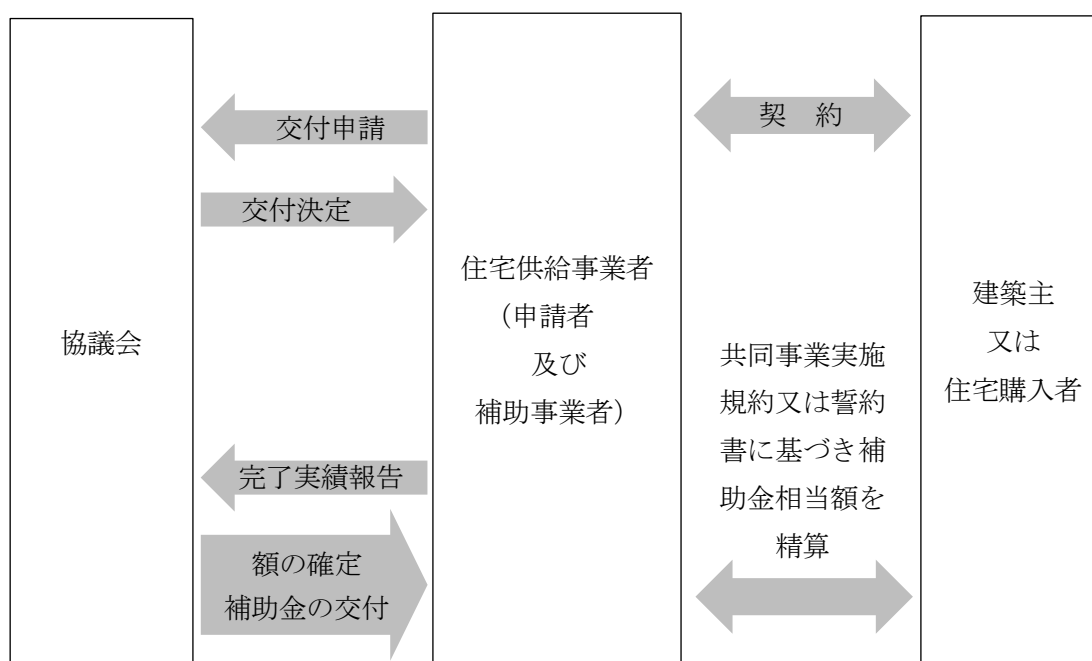 協議会
交付申請
交付決定
完了実績報告
額の確定
補助金の交付
住宅供給事業者
(申請者
及び
補助事業者)
契　約
共同事業実施
規約又は誓約
書に基づき補
助金相当額を
精算
建築主
又は
住宅購入者